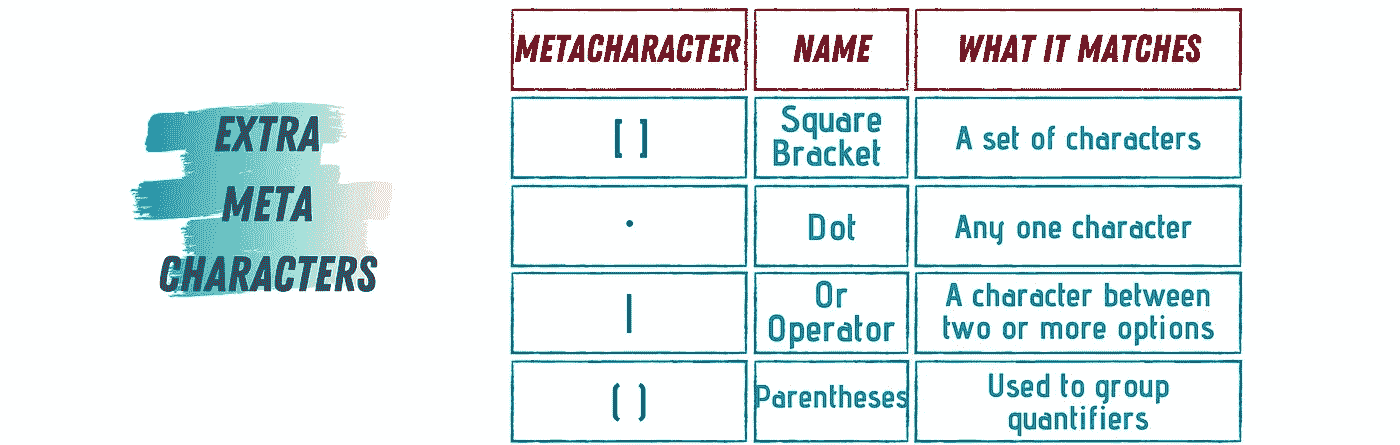 EXTRA
META
CHARACTERS
METACHARACTER NAME WHAT IT MATCHES
[ ] Square Bracket A set of characters
. Dot Any one character
| Or Operator A character between two or more options
( ) Parentheses Used to group quantifiers